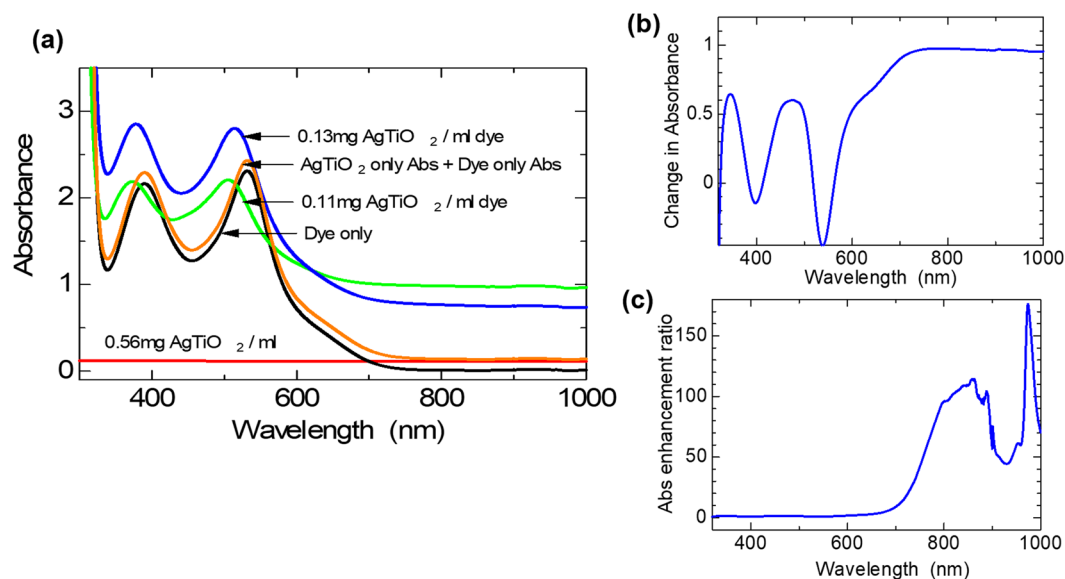 (a)
Absorbance
3
2
1
0
0.13mg AgTiO 2 / ml dye
AgTiO 2 only Abs + Dye only Abs
0.11mg AgTiO 2 / ml dye
Dye only
0.56mg AgTiO 2 / ml
400 600 800 1000
Wavelength (nm)
(b)
Change in Absorbance
1
0.5
0
400 600 800 1000
Wavelength (nm)
(c)
Abs enhancement ratio
150
100
50
0
400 600 800 1000
Wavelength (nm)